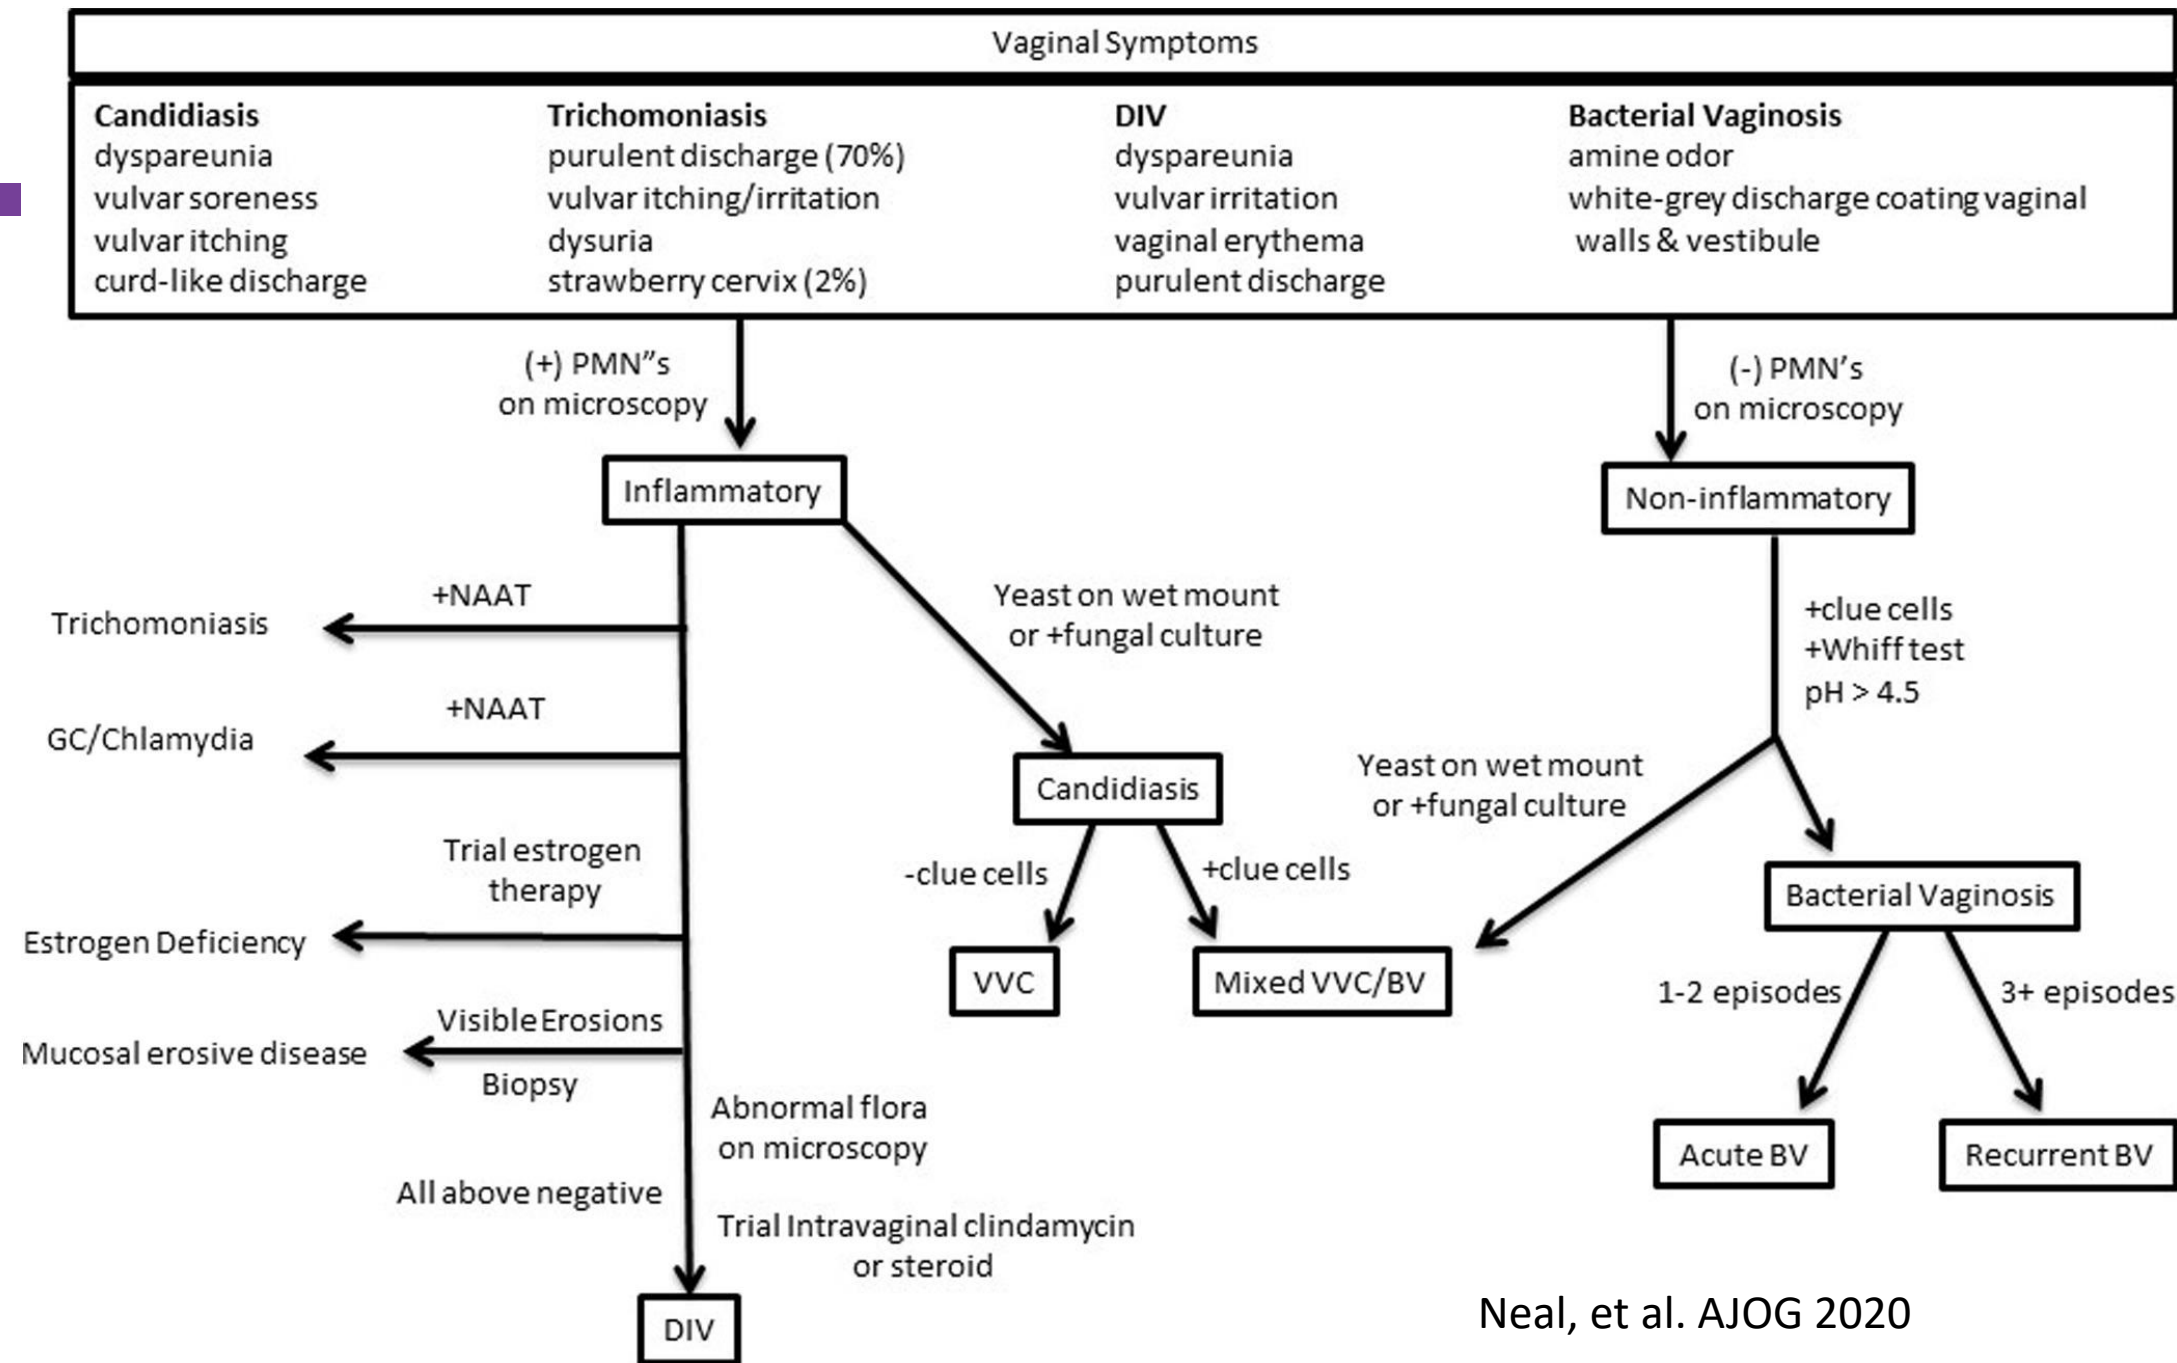 Vaginal Symptoms
Candidiasis
dyspareunia
vulvar soreness
vulvar itching
curd-like discharge
Trichomoniasis
purulent discharge (70%)
vulvar itching/irritation
dysuria
strawberry cervix (2%)
DIV
dyspareunia
vulvar irritation
vaginal erythema
purulent discharge
Bacterial Vaginosis
amine odor
white-grey discharge coating vaginal
walls & vestibule
(+) PMN”s
on microscopy
(-) PMN’s
on microscopy
Inflammatory
Non-inflammatory
+NAAT
Trichomoniasis
+NAAT
GC/Chlamydia
Trial estrogen
therapy
Estrogen Deficiency
Visible Erosions
Mucosal erosive disease
Biopsy
Abnormal flora
on microscopy
All above negative
Trial Intravaginal clindamycin
or steroid
DIV
Yeast on wet mount
or +fungal culture
Candidiasis
-clue cells
+clue cells
VVC
Mixed VVC/BV
+clue cells
+Whiff test
pH > 4.5
Yeast on wet mount
or +fungal culture
Bacterial Vaginosis
1-2 episodes
3+ episodes
Acute BV
Recurrent BV
Neal, et al. AJOG 2020